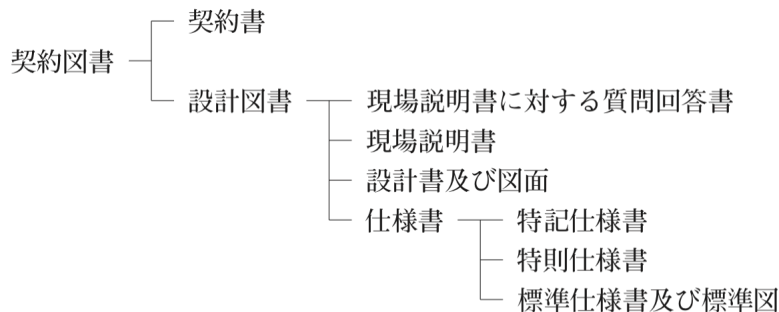 契約書
契約図書
設計図書
現場説明書に対する質問回答書
現場説明書
設計書及び図面
仕様書
特記仕様書
特則仕様書
標準仕様書及び標準図